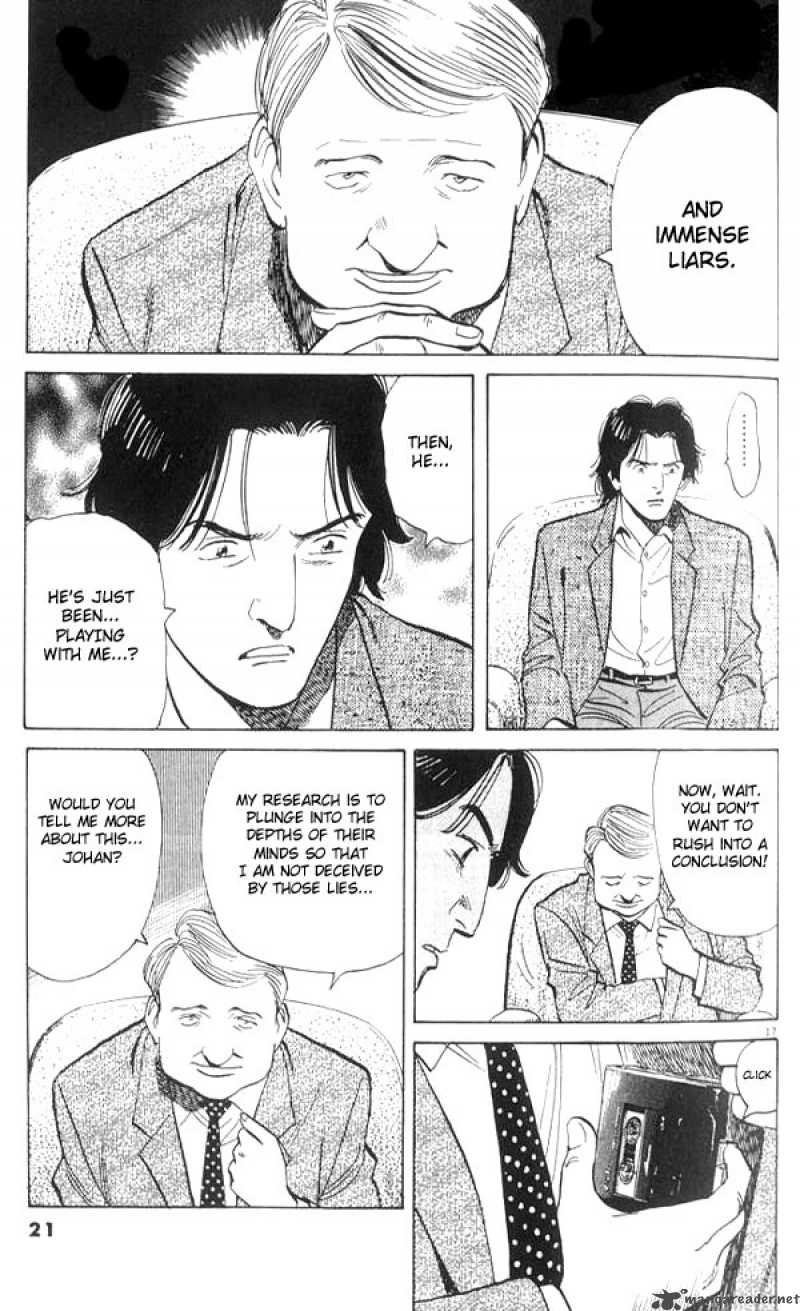 AND
IMMENSE
LIARS.
........
THEN,
HE...
HE'S JUST
BEEN...
PLAYING
WITH ME...?
NOW, WAIT.
YOU DON'T
WANT TO
RUSH INTO A
CONCLUSION!
17
CLICK
MY RESEARCH IS TO
PLUNGE INTO THE
DEPTHS OF THEIR
MINDS SO THAT
I AM NOT DECEIVED
BY THOSE LIES...
WOULD YOU
TELL ME MORE
ABOUT THIS...
JOHAN?
21
mangareader.net